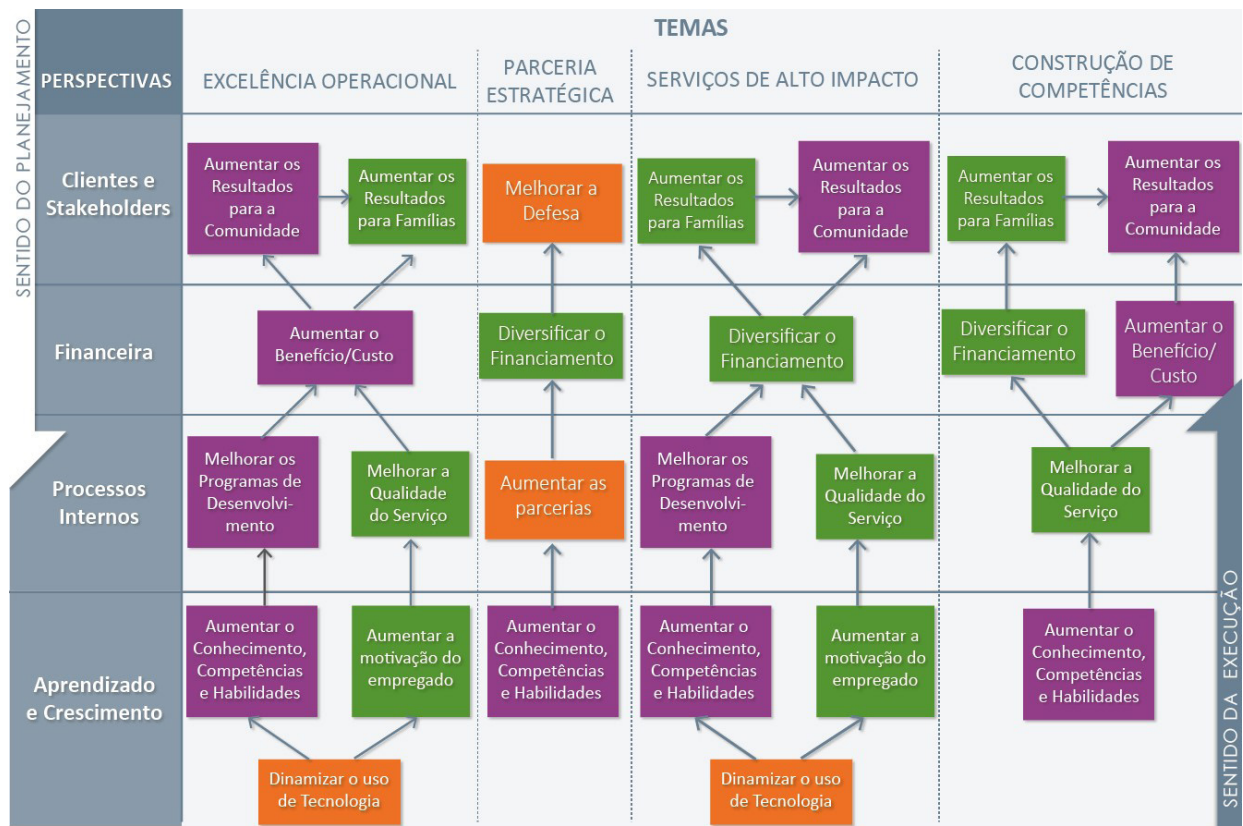 SENTIDO DO PLANEJAMENTO
TEMAS
PERSPECTIVAS
EXCELÊNCIA OPERACIONAL
PARCERIA
ESTRATÉGICA
SERVIÇOS DE ALTO IMPACTO
CONSTRUÇÃO DE
COMPETÊNCIAS
Clientes e
Stakeholders
Aumentar os
Resultados
para a
Comunidade
Aumentar os
Resultados
para Famílias
Melhorar a
Defesa
Aumentar os
Resultados
para Famílias
Aumentar os
Resultados
para a
Comunidade
Aumentar os
Resultados
para Famílias
Aumentar os
Resultados
para a
Comunidade
Financeira
Aumentar o
Benefício/Custo
Diversificar o
Financiamento
Diversificar o
Financiamento
Diversificar o
Financiamento
Aumentar o
Benefício/
Custo
Processos
Internos
Melhorar os
Programas de
Desenvolvi-
mento
Melhorar a
Qualidade
do Serviço
Aumentar as
parcerias
Melhorar os
Programas de
Desenvolvi-
mento
Melhorar a
Qualidade do
Serviço
Melhorar a
Qualidade do
Serviço
Aprendizado
e Crescimento
Aumentar o
Conhecimento,
Competências
e Habilidades
Aumentar a
motivação do
empregado
Aumentar o
Conhecimento,
Competências
e Habilidades
Aumentar o
Conhecimento,
Competências
e Habilidades
Aumentar a
motivação do
empregado
Aumentar o
Conhecimento,
Competências
e Habilidades
Dinamizar o uso
de Tecnologia
Dinamizar o uso
de Tecnologia
SENTIDO DA EXECUÇÃO